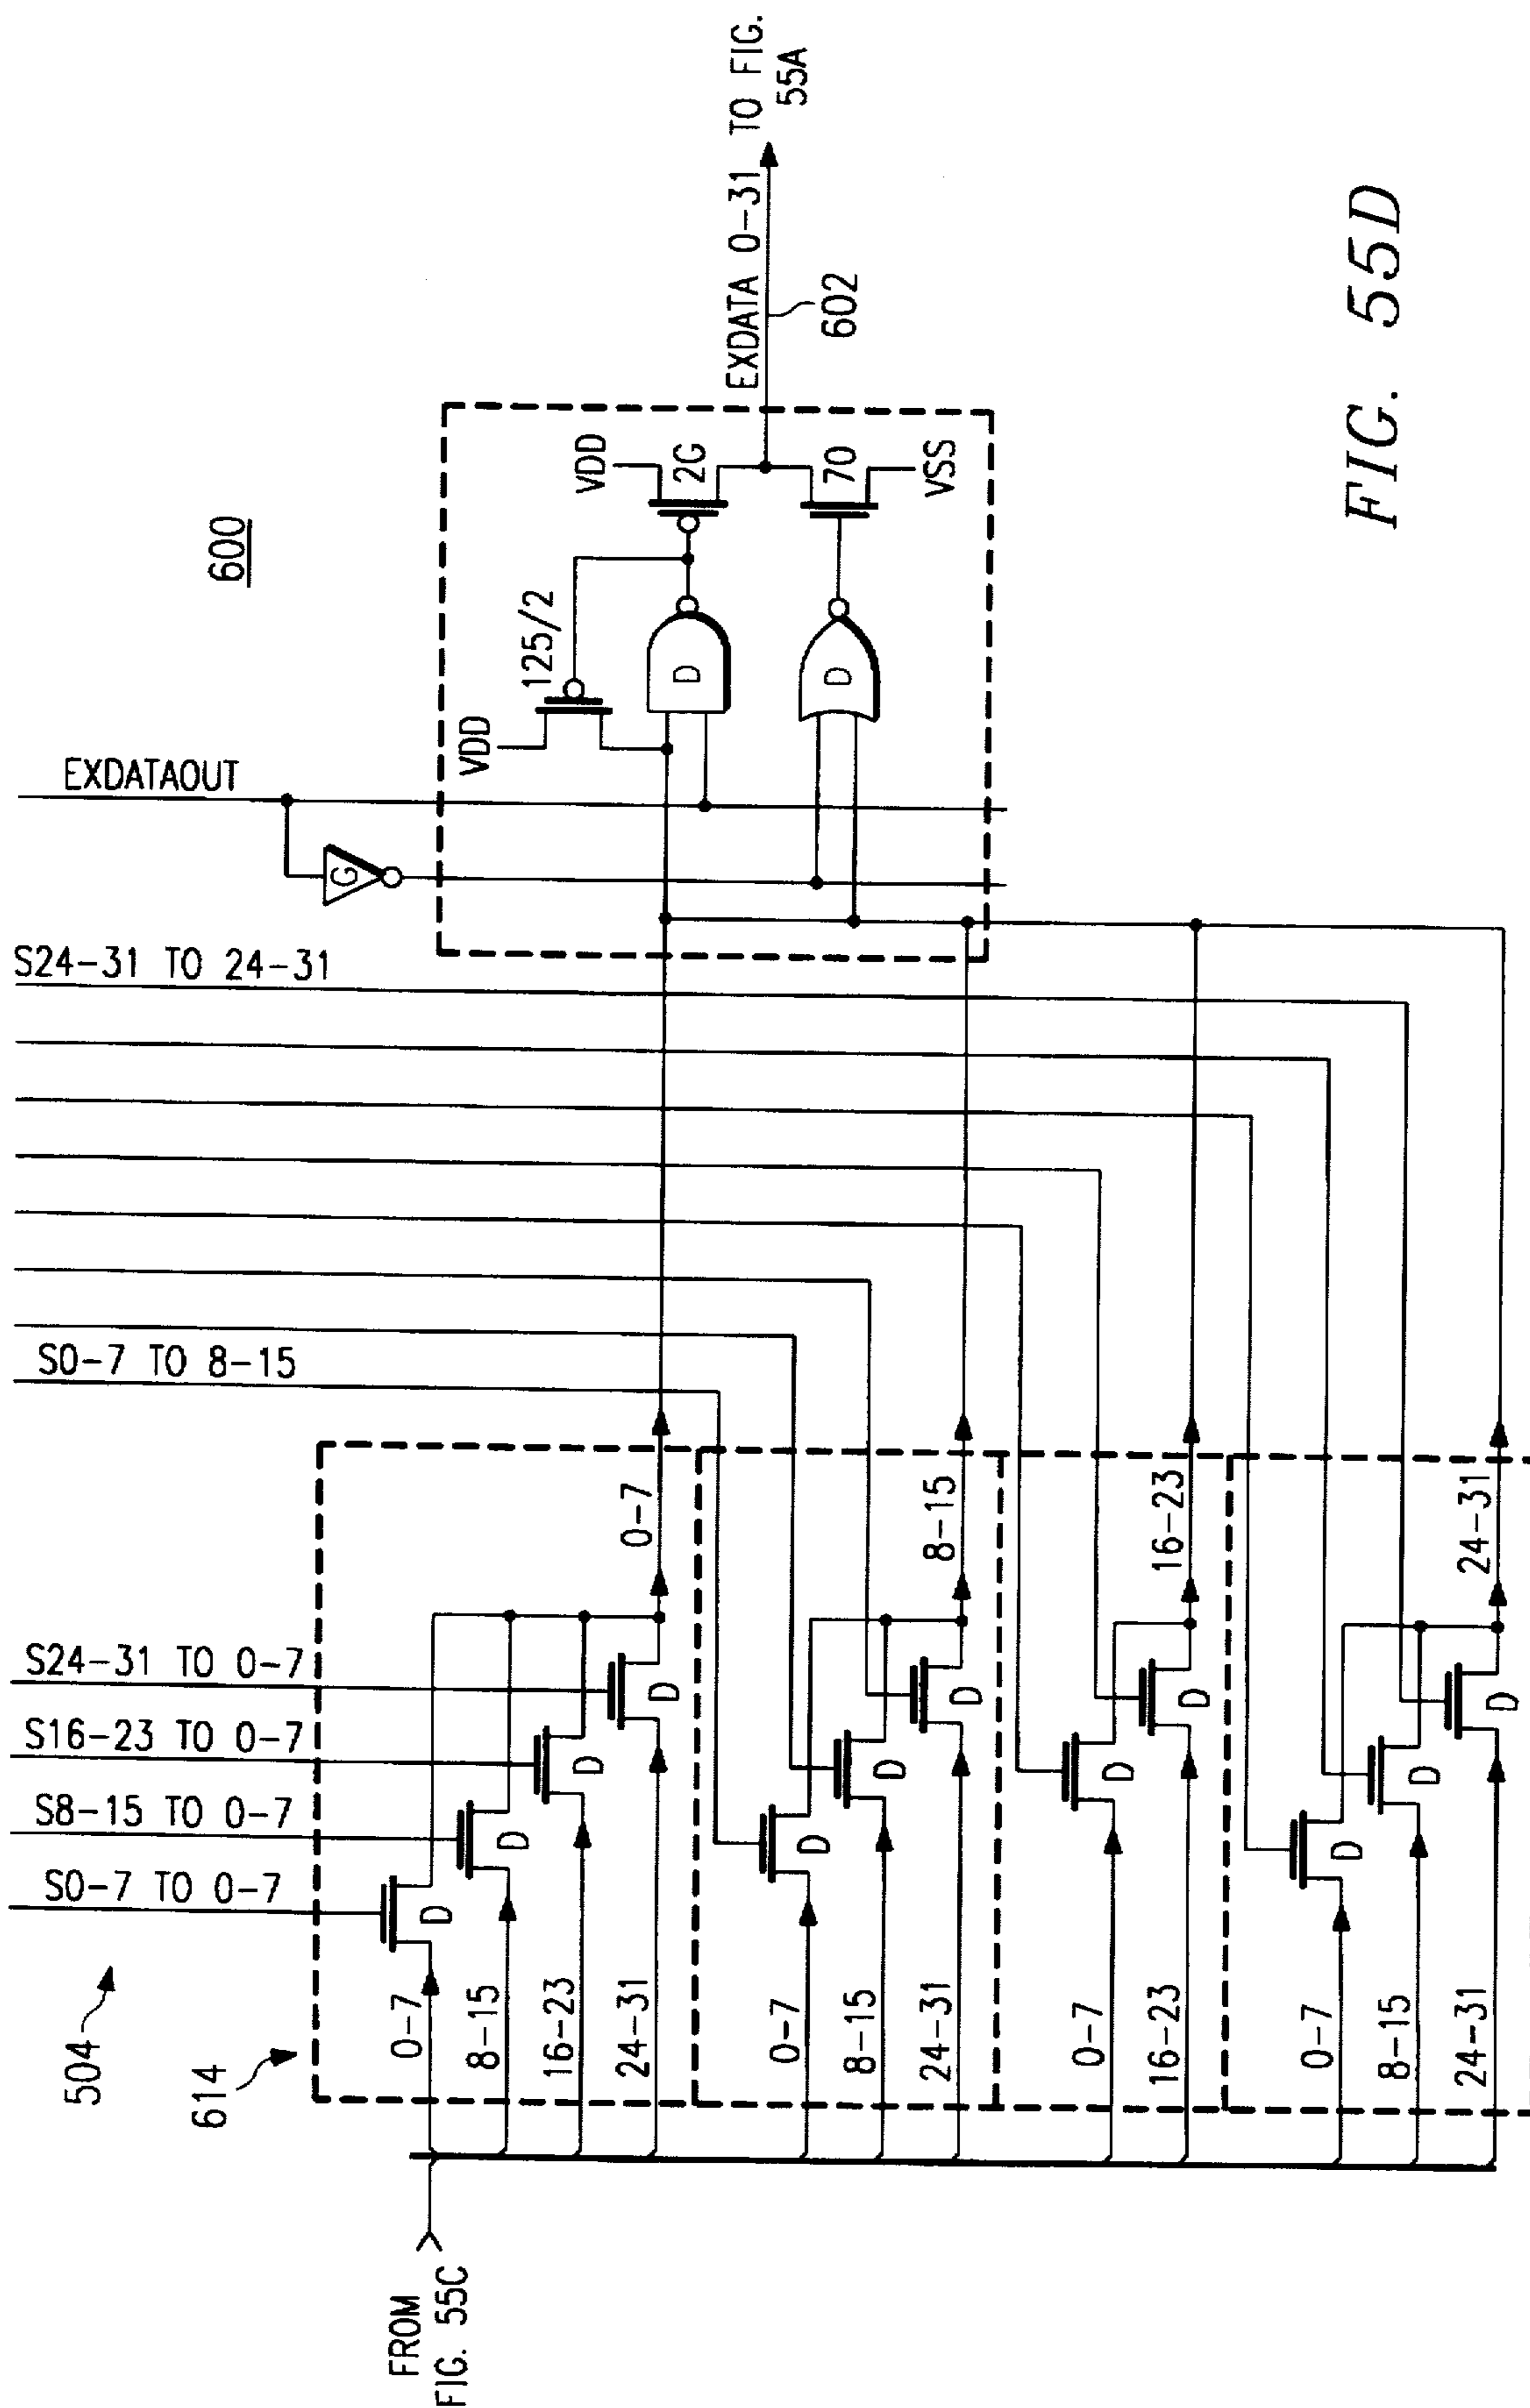 600
EXDATAOUT
S24-31 TO 24-31
S0-7 TO 8-15
S24-31 TO 0-7
S16-23 TO 0-7
S8-15 TO 0-7
S0-7 TO 0-7
504
614
FROM
FIG. 55C
0-7
D
8-15
D
16-23
D
24-31
D
0-7
0-7
D
8-15
D
24-31
D
8-15
0-7
D
16-23
D
16-23
0-7
D
8-15
D
24-31
D
24-31
G
VDD
125/2
D
D
VDD
2G
70
VSS
EXDATA 0-31
TO FIG.
55A
602
FIG. 55D